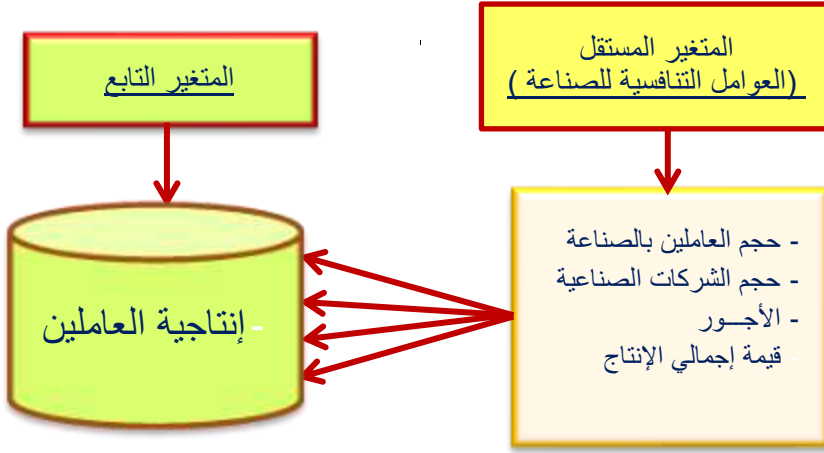 المتغير المستقل
(العوامل التنافسية للصناعة )
المتغير التابع
- حجم العاملين بالصناعة
- حجم الشركات الصناعية
- الأجـــور
- قيمة إجمالي الإنتاج
- إنتاجية العاملين